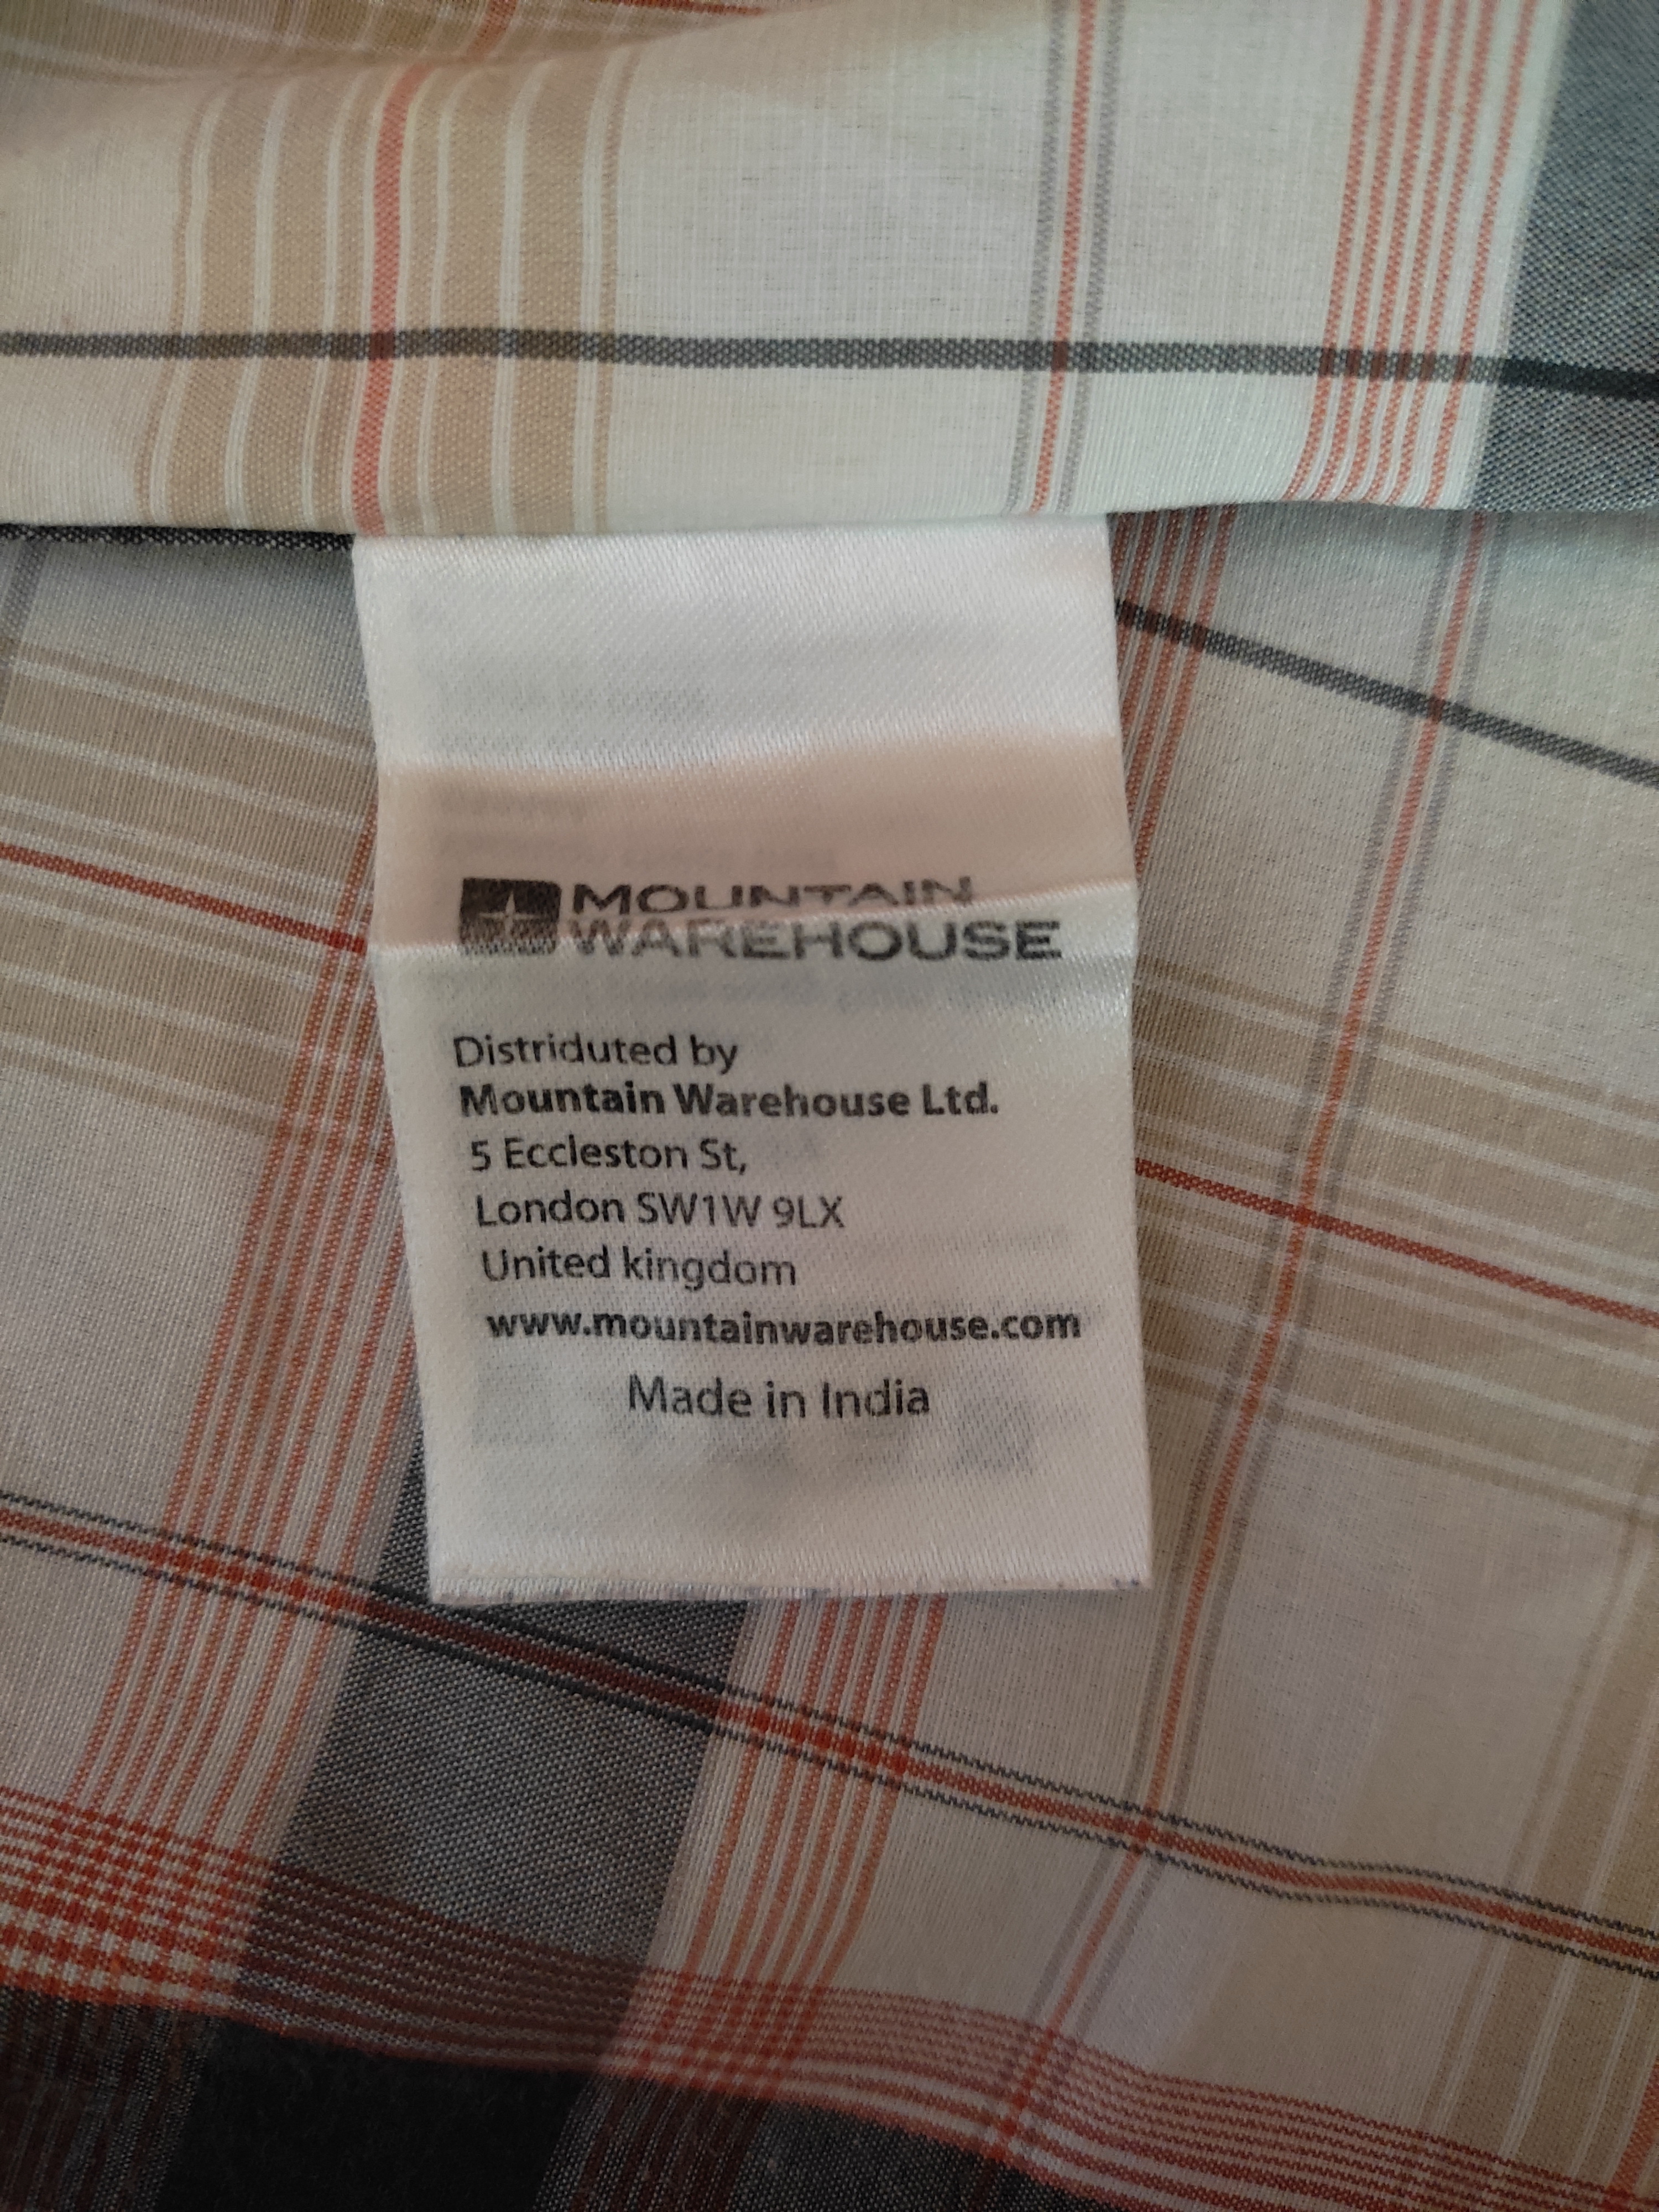 MOUNTAIN
WAREHOUSE
Distriduted by
Mountain Warehouse Ltd.
5 Eccleston St,
London SW1W 9LX
United kingdom
www.mountainwarehouse.com
Made in India